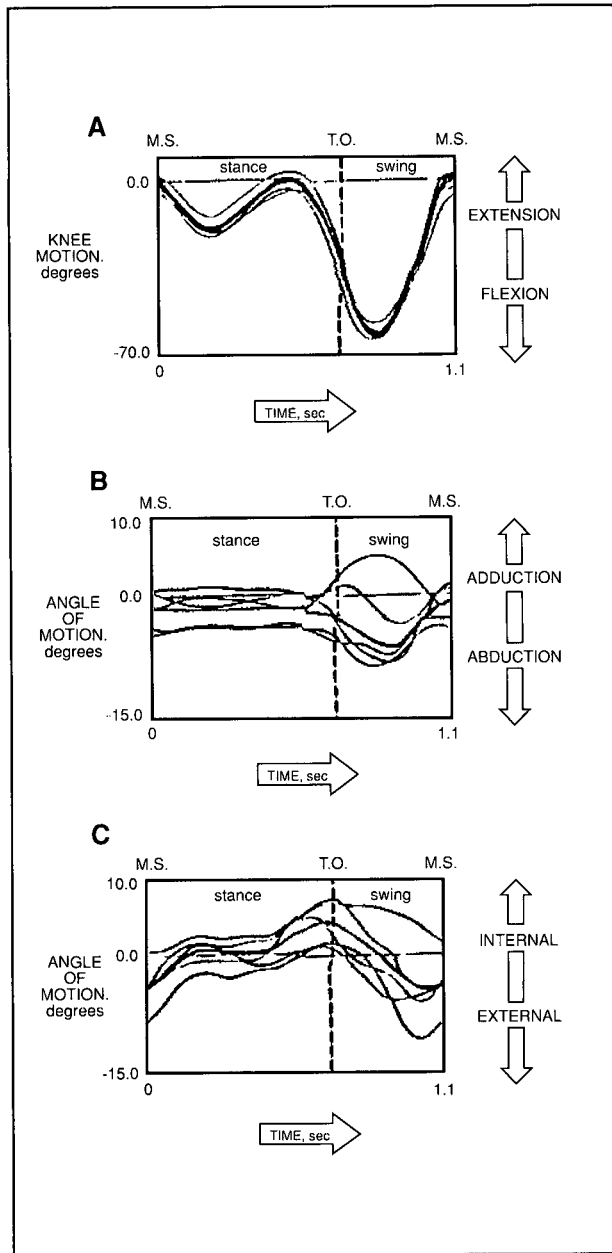 A
M.S. T.O. M.S.
stance swing
0.0
EXTENSION
KNEE
MOTION.
degrees
FLEXION
-70.0
0 1.1
TIME, sec
B
M.S. T.O. M.S.
10.0
stance swing
ADDUCTION
0.0
ANGLE
OF
MOTION.
degrees
ABDUCTION
-15.0
0 1.1
TIME, sec
C
M.S. T.O. M.S.
10.0
stance swing
INTERNAL
0.0
ANGLE
OF
MOTION.
degrees
EXTERNAL
-15.0
0 1.1
TIME, sec